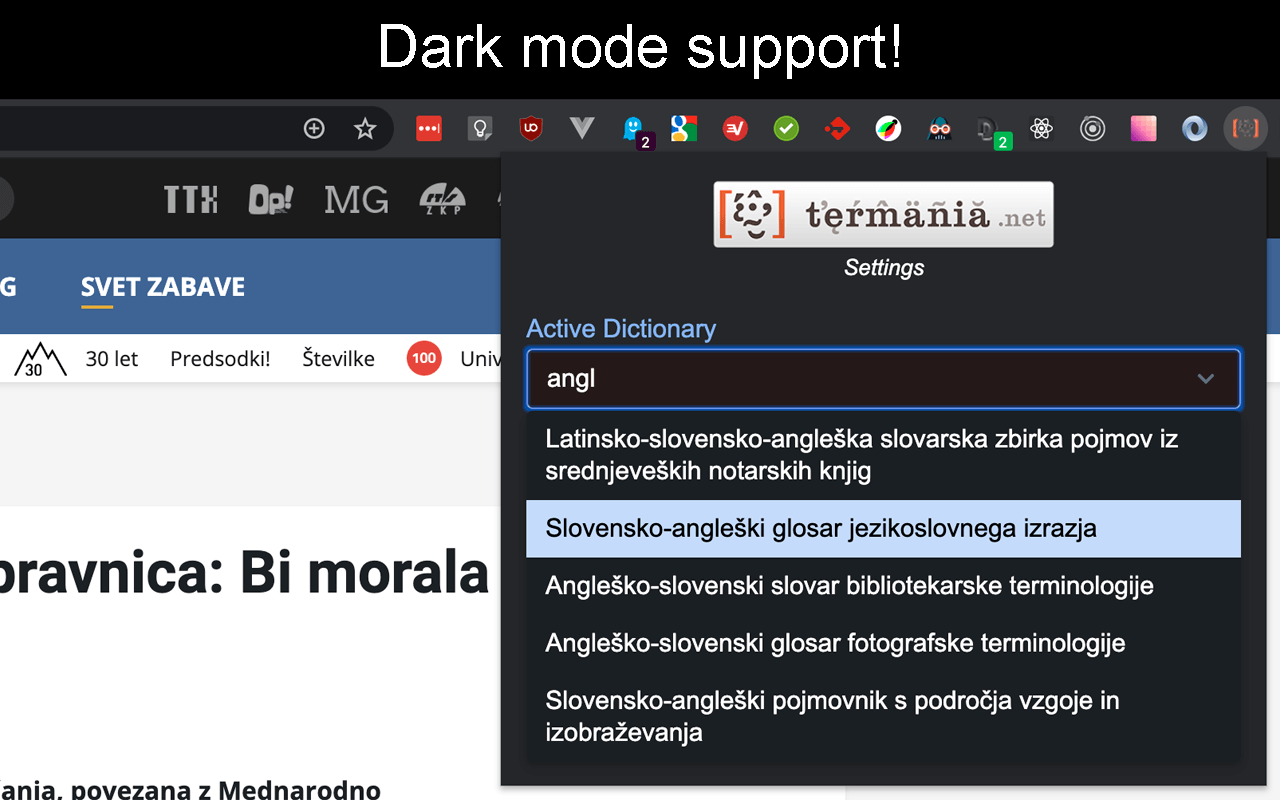 Dark mode support!
2
2
TTX Op! MG
ZKP
ţeŕm̂äñiă.net
Settings
G SVET ZABAVE
Active Dictionary
30 30 let Predsodki! Številke 100 Univ
angl
Latinsko-slovensko-angleška slovarska zbirka pojmov iz
srednjeveških notarskih knjig
Slovensko-angleški glosar jezikoslovnega izrazja
pravnica: Bi morala
Angleško-slovenski slovar bibliotekarske terminologije
Angleško-slovenski glosar fotografske terminologije
Slovensko-angleški pojmovnik s področja vzgoje in
izobraževanja
povezana z Mednarodno